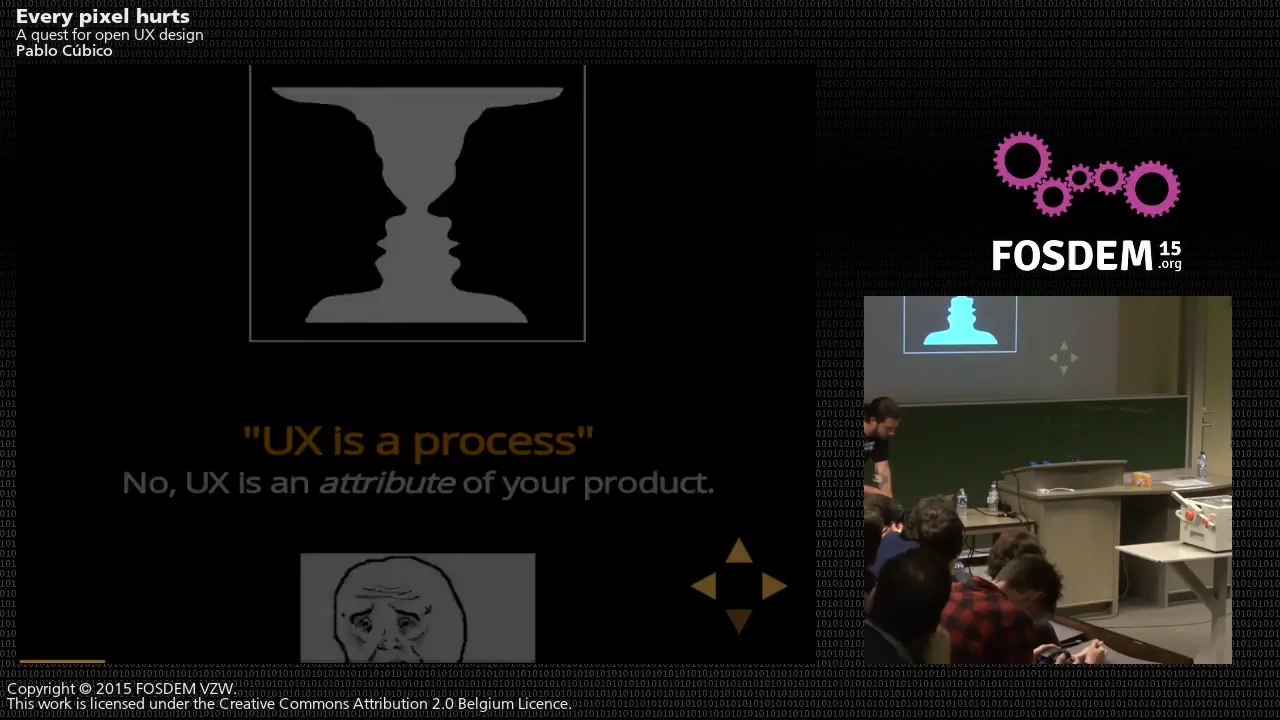 Every pixel hurts
A quest for open UX design
Pablo Cúbico
FOSDEM 15
.org
"UX is a process"
No, UX is an attribute of your product.
Copyright © 2015 FOSDEM VZW.
This work is licensed under the Creative Commons Attribution 2.0 Belgium Licence.